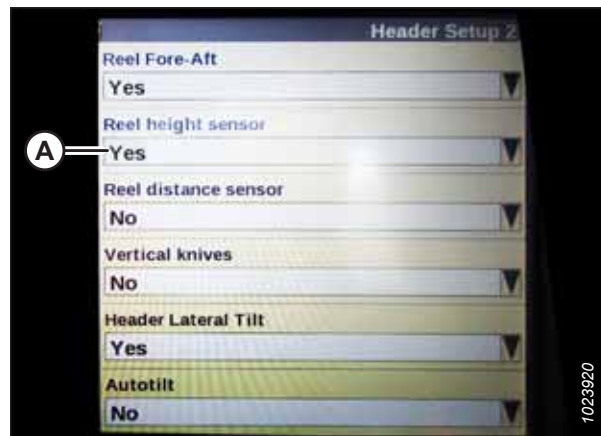 Header Setup 2
Reel Fore-Aft
Yes
Reel height sensor
A
Yes
Reel distance sensor
No
Vertical knives
No
Header Lateral Tilt
Yes
Autotilt
No
1023920